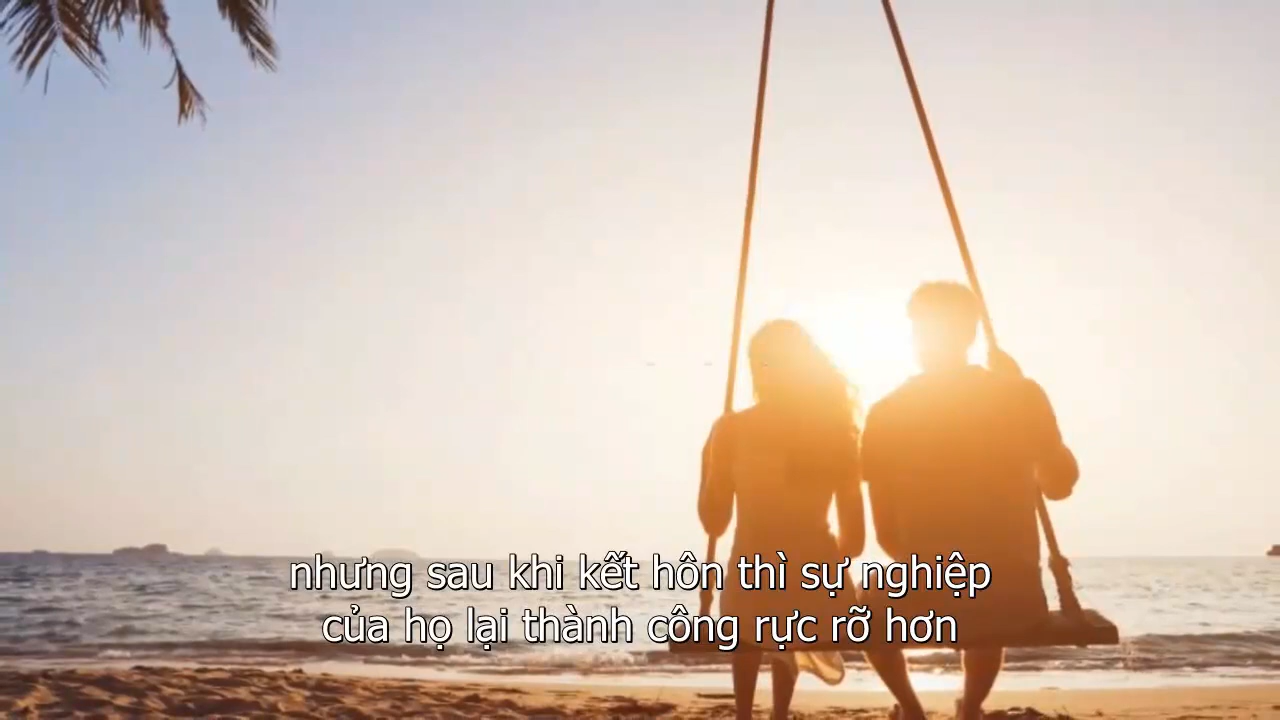 nhưng sau khi kết hôn thì sự nghiệp
của họ lại thành công rực rỡ hơn